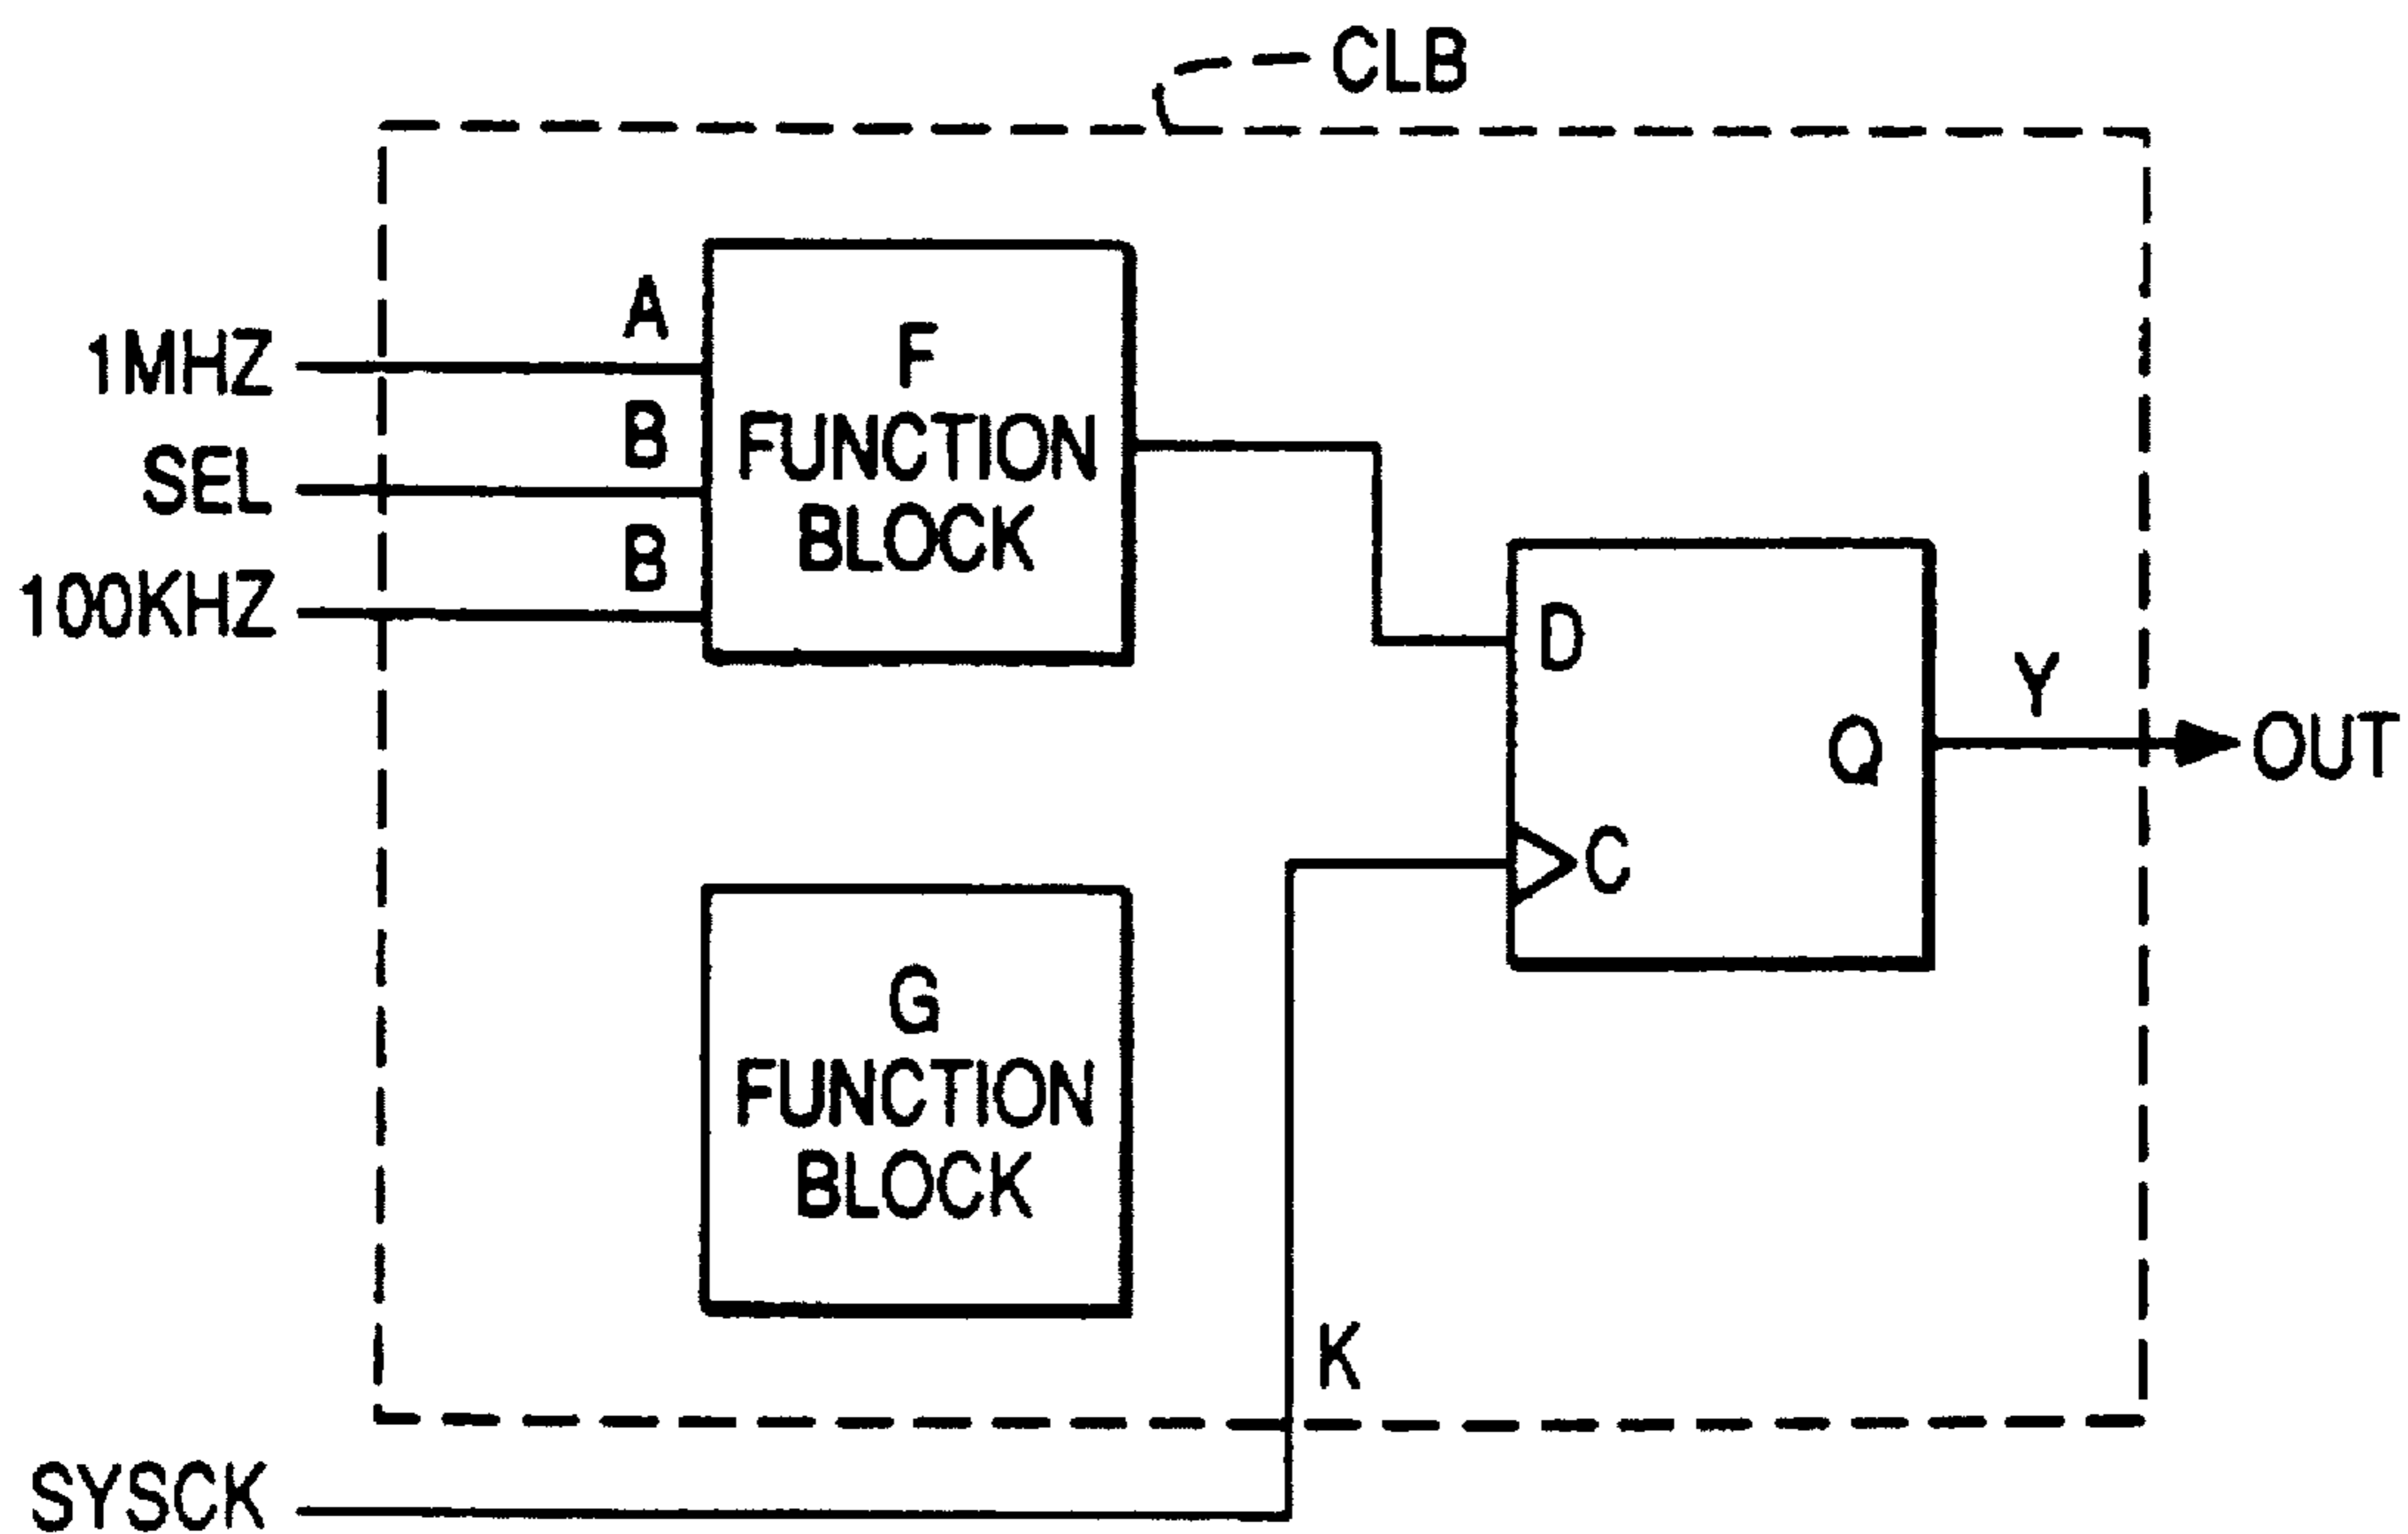 CLB
1MHZ
A
SEL
B
100KHZ
B
F
FUNCTION
BLOCK
D
Q
C
Y
OUT
G
FUNCTION
BLOCK
K
SYSCK